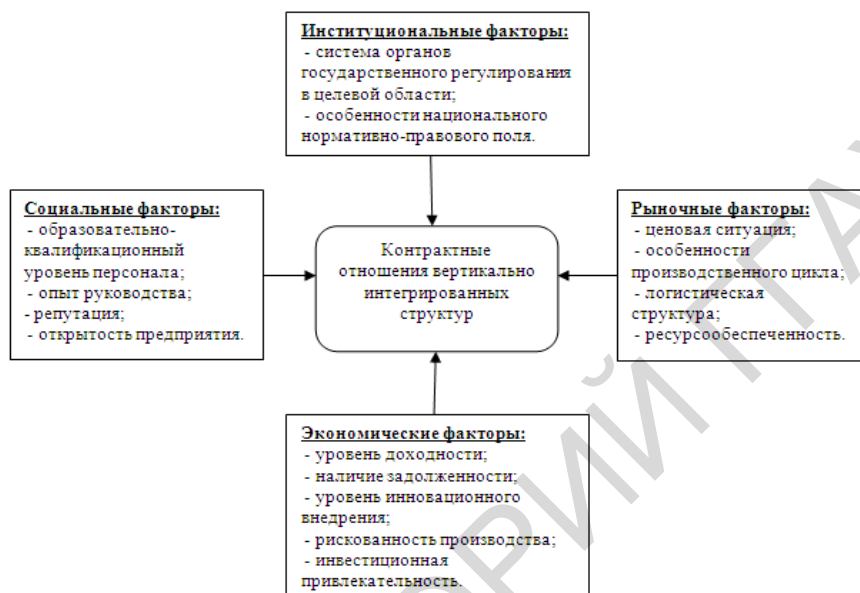 Институциональные факторы:
- система органов
государственного регулирования
в целевой области;
- особенности национального
нормативно-правового поля.
Социальные факторы:
- образовательно-
квалификационный
уровень персонала;
- опыт руководства;
- репутация;
- открытость предприятия.
Контрактные
отношения вертикально
интегрированных
структур
Рыночные факторы:
- ценовая ситуация;
- особенности
производственного цикла;
- логистическая
структура;
- ресурсообеспеченность.
Экономические факторы:
- уровень доходности;
- наличие задолженности;
- уровень инновационного
внедрения;
- рискованность производства;
- инвестиционная
привлекательность.